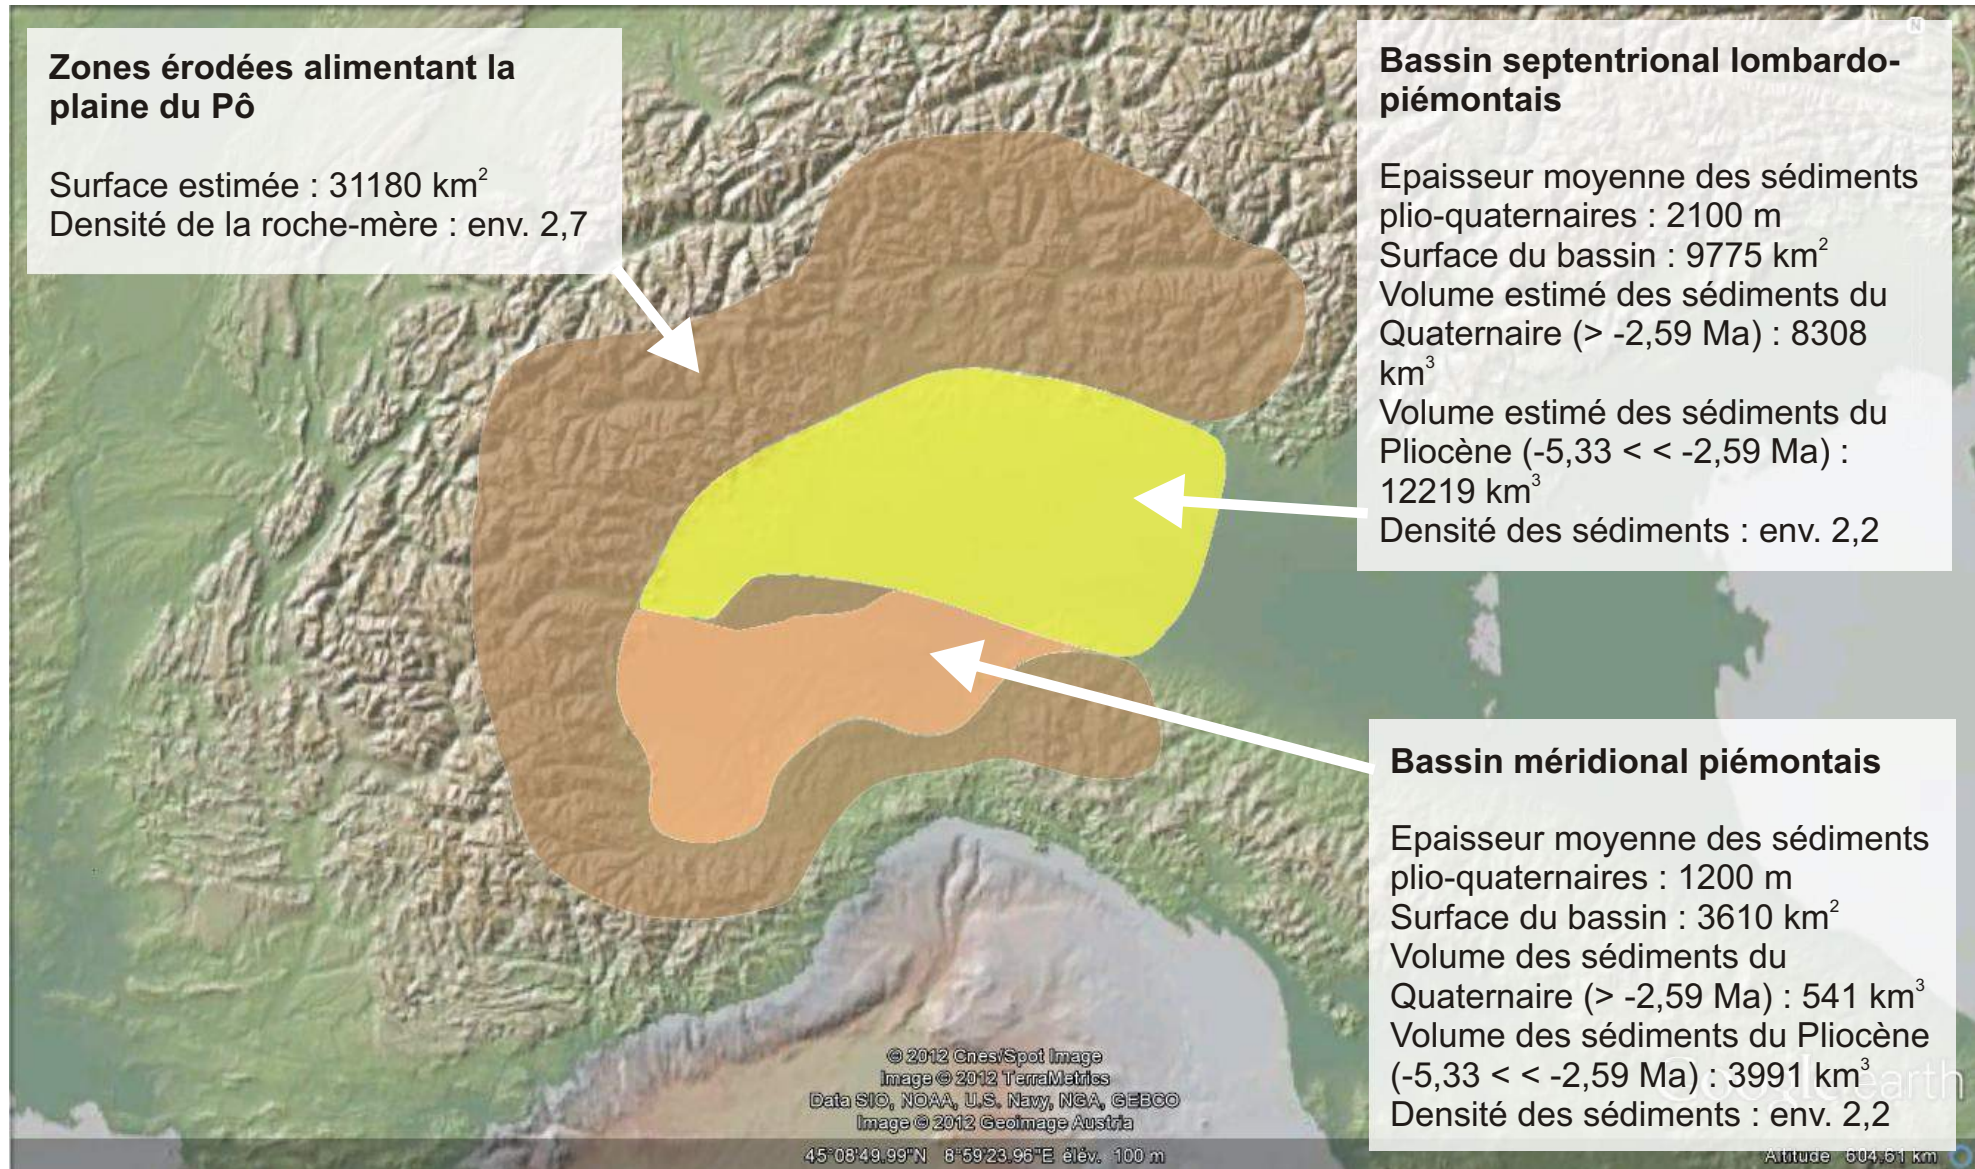 Zones érodées alimentant la
plaine du Pô
Surface estimée : 31180 km²
Densité de la roche-mère : env. 2,7
Bassin septentrional lombardo-
piémontais
Epaisseur moyenne des sédiments
plio-quaternaires : 2100 m
Surface du bassin : 9775 km²
Volume estimé des sédiments du
Quaternaire (> -2,59 Ma) : 8308
km³
Volume estimé des sédiments du
Pliocène (-5,33 < < -2,59 Ma) :
12219 km³
Densité des sédiments : env. 2,2
Bassin méridional piémontais
Epaisseur moyenne des sédiments
plio-quaternaires : 1200 m
Surface du bassin : 3610 km²
Volume des sédiments du
Quaternaire (> -2,59 Ma) : 541 km³
Volume des sédiments du Pliocène
(-5,33 < < -2,59 Ma) : 3991 km³
Densité des sédiments : env. 2,2
Google earth
© 2012 Cnes/Spot Image
Image © 2012 TerraMetrics
Data SIO, NOAA, U.S. Navy, NGA, GEBCO
Image © 2012 Geoimage Austria
45°08'49.99"N 8°59'23.96"E élév. 100 m
Altitude 604.61 km
N